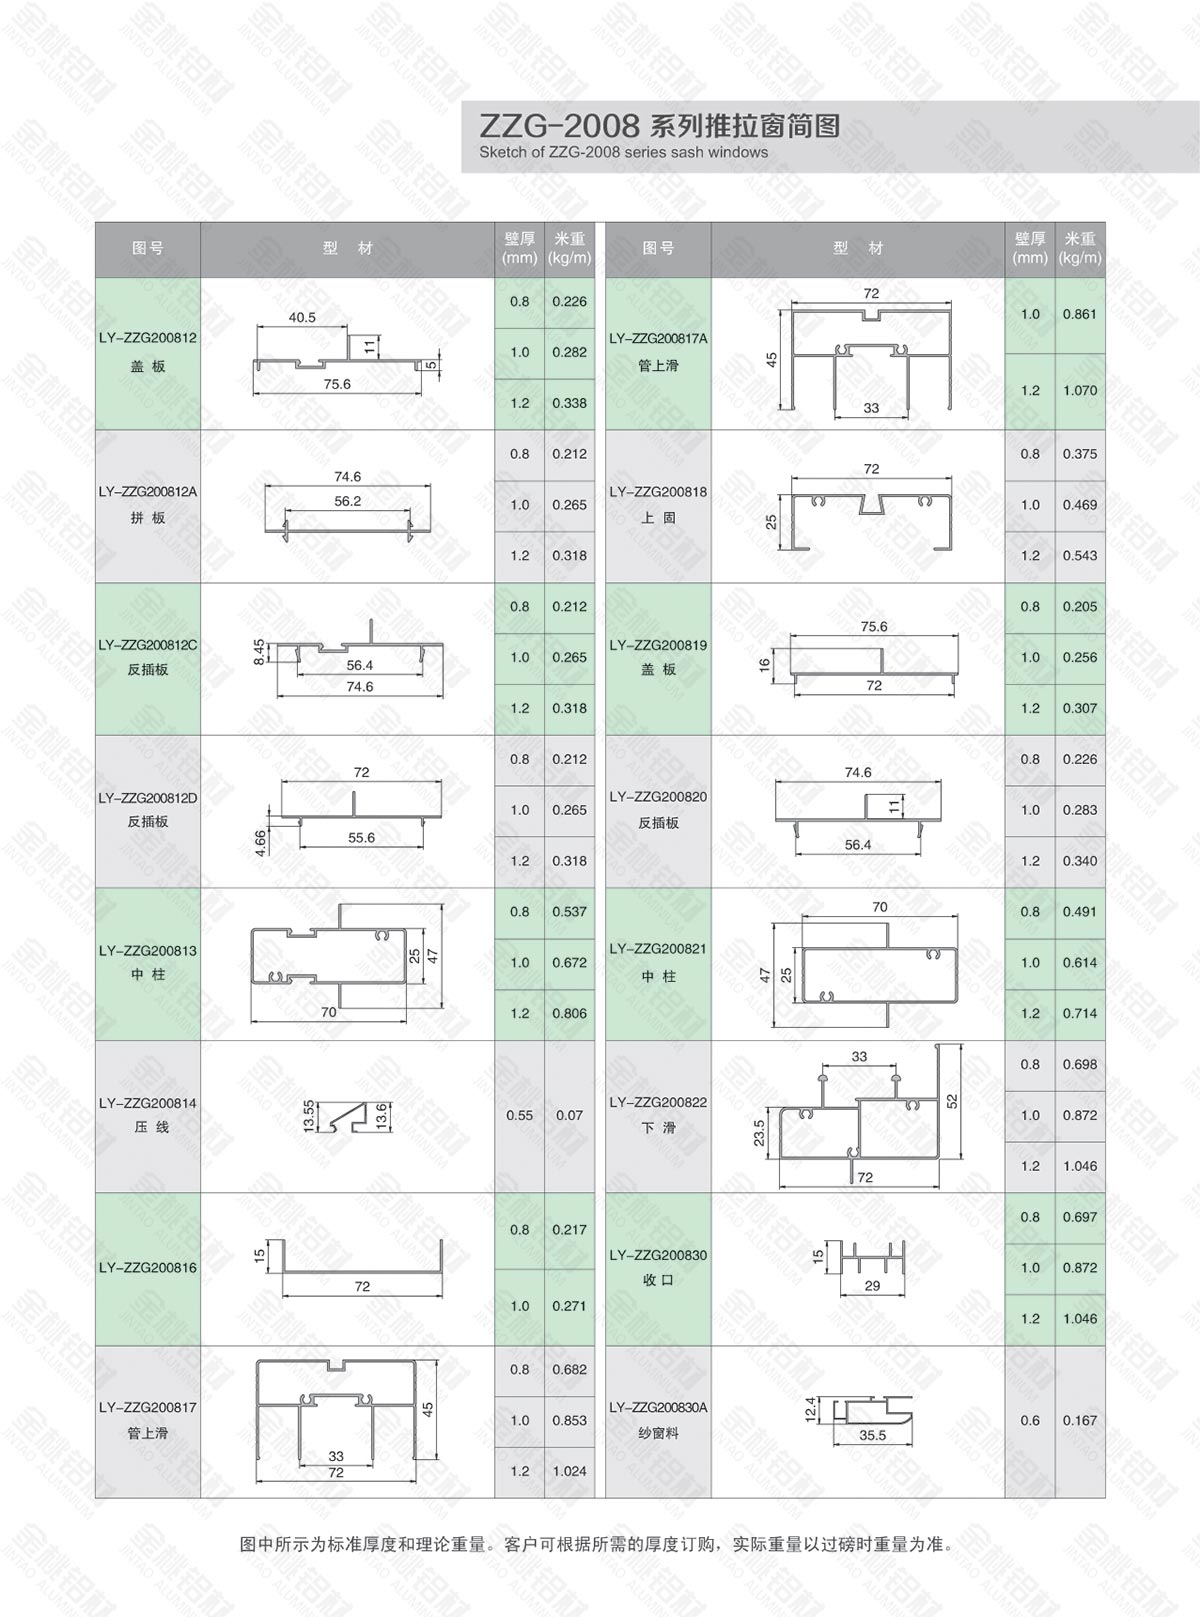 ZZG-2008 系列推拉窗简图
Sketch of ZZG-2008 series sash windows
图号 型 材 壁厚(mm) 米重(kg/m)
LY-ZZG200812
盖 板
40.5
11
5
75.6
0.8 0.226
1.0 0.282
1.2 0.338
LY-ZZG200812A
拼 板
74.6
56.2
0.8 0.212
1.0 0.265
1.2 0.318
LY-ZZG200812C
反插板
8.45
56.4
74.6
0.8 0.212
1.0 0.265
1.2 0.318
LY-ZZG200812D
反插板
72
4.66
55.6
0.8 0.212
1.0 0.265
1.2 0.318
LY-ZZG200813
中 柱
25
47
70
0.8 0.537
1.0 0.672
1.2 0.806
LY-ZZG200814
压 线
13.55
13.6
0.55 0.07
LY-ZZG200816
15
72
0.8 0.217
1.0 0.271
LY-ZZG200817
管上滑
45
33
72
0.8 0.682
1.0 0.853
1.2 1.024
图号 型 材 壁厚(mm) 米重(kg/m)
LY-ZZG200817A
管上滑
72
45
33
1.0 0.861
1.2 1.070
LY-ZZG200818
上 固
72
25
0.8 0.375
1.0 0.469
1.2 0.543
LY-ZZG200819
盖 板
75.6
16
72
0.8 0.205
1.0 0.256
1.2 0.307
LY-ZZG200820
反插板
74.6
11
56.4
0.8 0.226
1.0 0.283
1.2 0.340
LY-ZZG200821
中 柱
70
47
25
0.8 0.491
1.0 0.614
1.2 0.714
LY-ZZG200822
下 滑
33
52
23.5
72
0.8 0.698
1.0 0.872
1.2 1.046
LY-ZZG200830
收口
15
29
0.8 0.697
1.0 0.872
1.2 1.046
LY-ZZG200830A
纱窗料
12.4
35.5
0.6 0.167
图中所示为标准厚度和理论重量。客户可根据所需的厚度订购，实际重量以过磅时重量为准。
金桃铝材
JINTAO ALUMINIUM